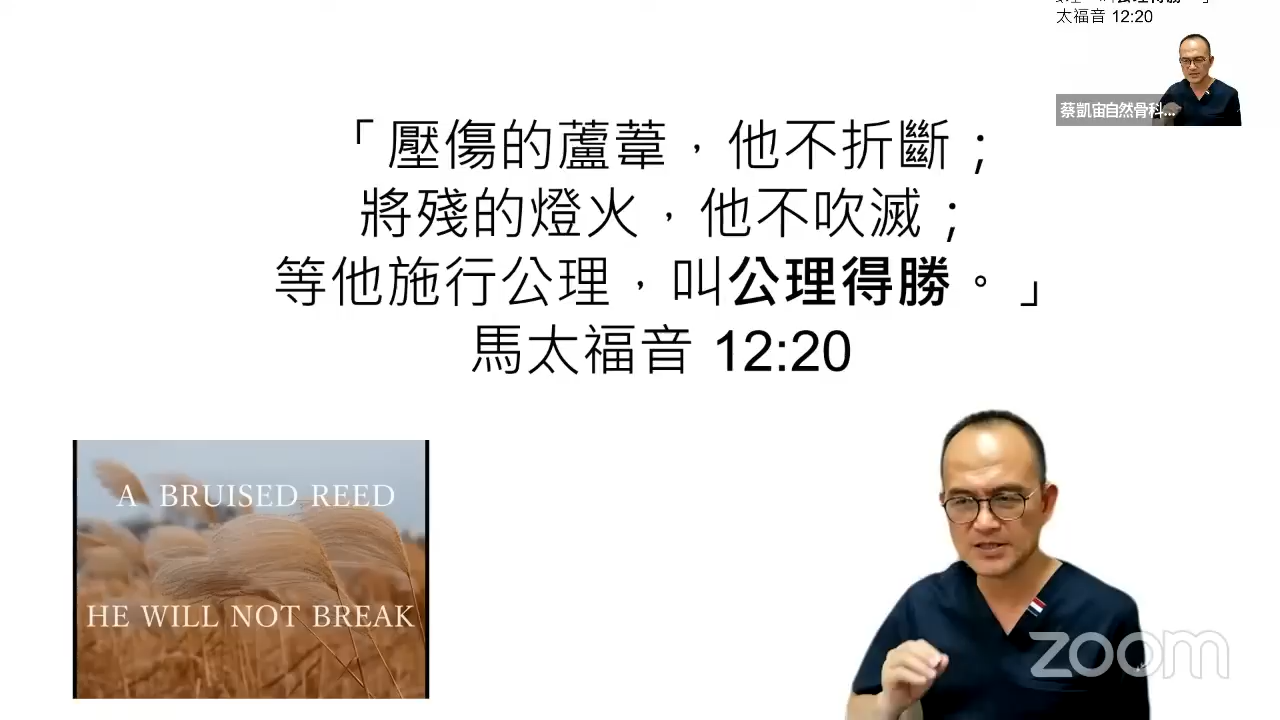 太福音 12:20
蔡凱宙自然骨科...
「壓傷的蘆葦，他不折斷；
將殘的燈火，他不吹滅；
等他施行公理，叫公理得勝。」
馬太福音 12:20
A BRUISED REED
HE WILL NOT BREAK
zoom